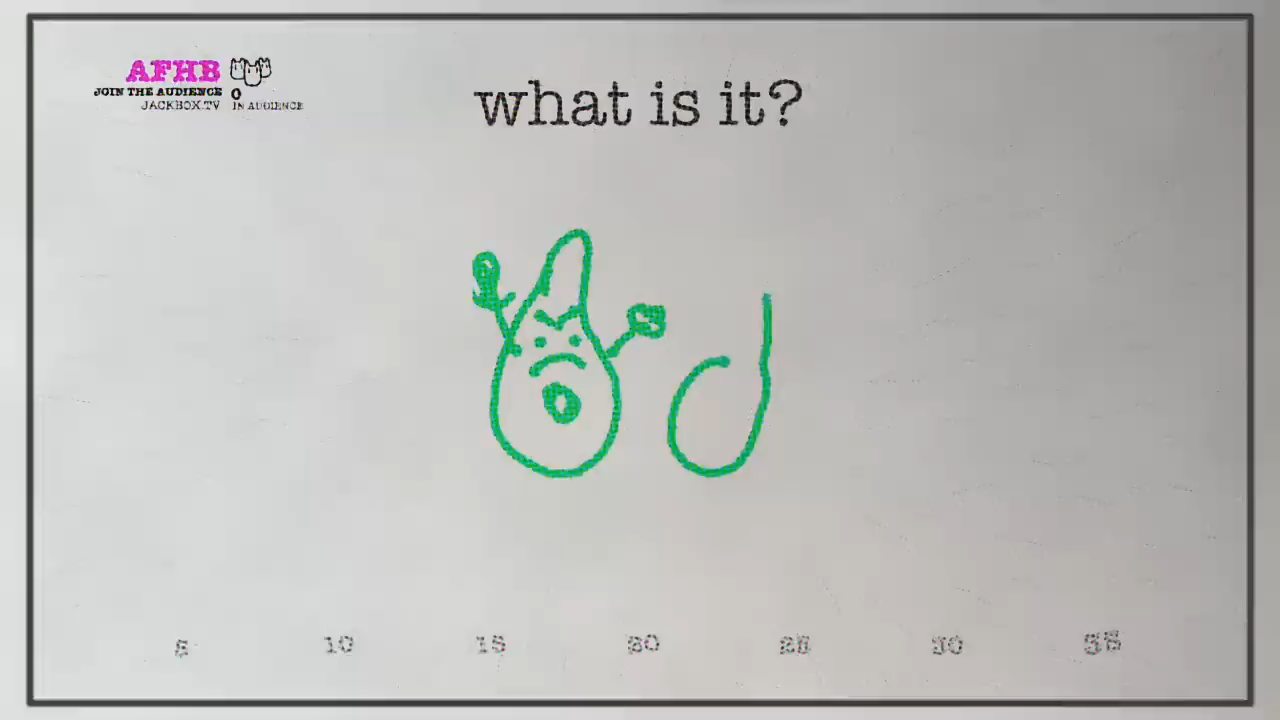 AFHB
JOIN THE AUDIENCE
JACKBOX.TV
0
IN AUDIENCE
what is it?
5 10 15 20 25 30 35